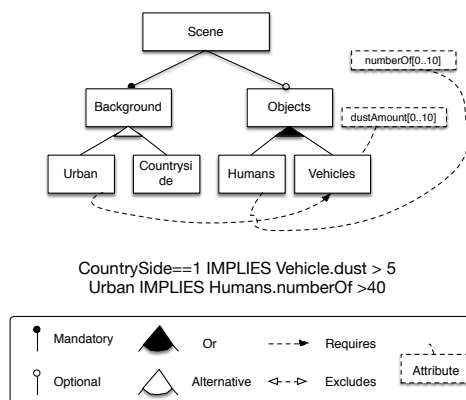 Scene
numberOf[0..10]
Background
Objects
dustAmount[0..10]
Urban
Countrysi
de
Humans
Vehicles
CountrySide==1 IMPLIES Vehicle.dust > 5
Urban IMPLIES Humans.numberOf >40
Mandatory
Or
Requires
Optional
Alternative
Excludes
Attribute